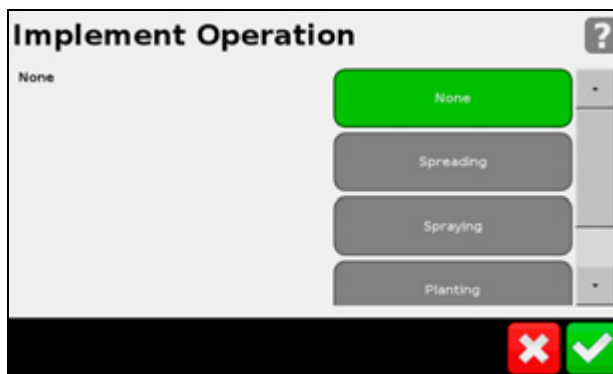 Implement Operation
?
None
None
Spreading
Spraying
Planting